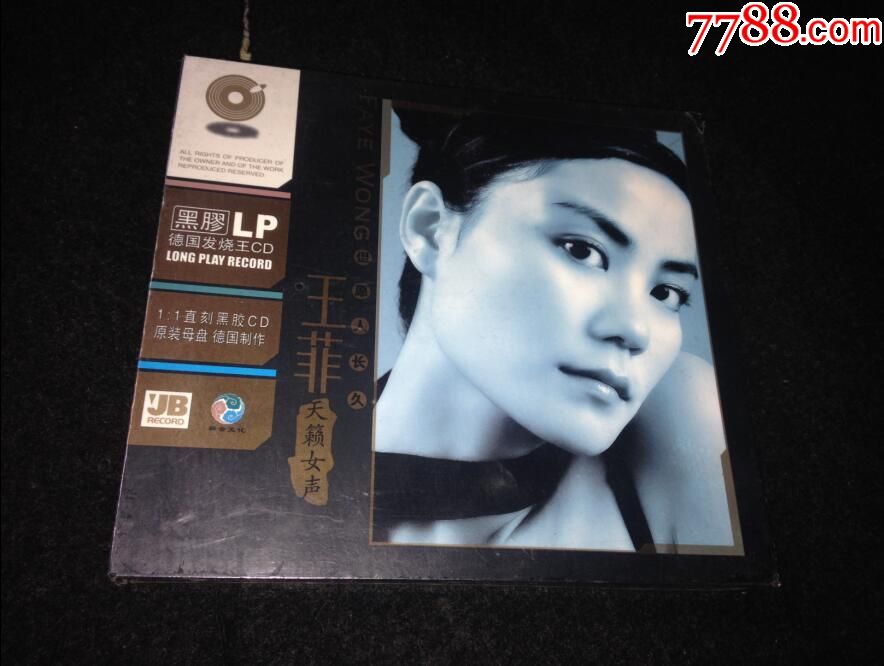 7788.com
ALL RIGHTS OF PRODUCER OF
THE OWNER AND OF THE WORK
REPRODUCED RESERVED.
黑膠 LP
德国发烧王CD
LONG PLAY RECORD
1:1直刻黑胶CD
原装母盘 德国制作
JB
RECORD
FAYE WONG 但愿人长久
王菲
天籁女声